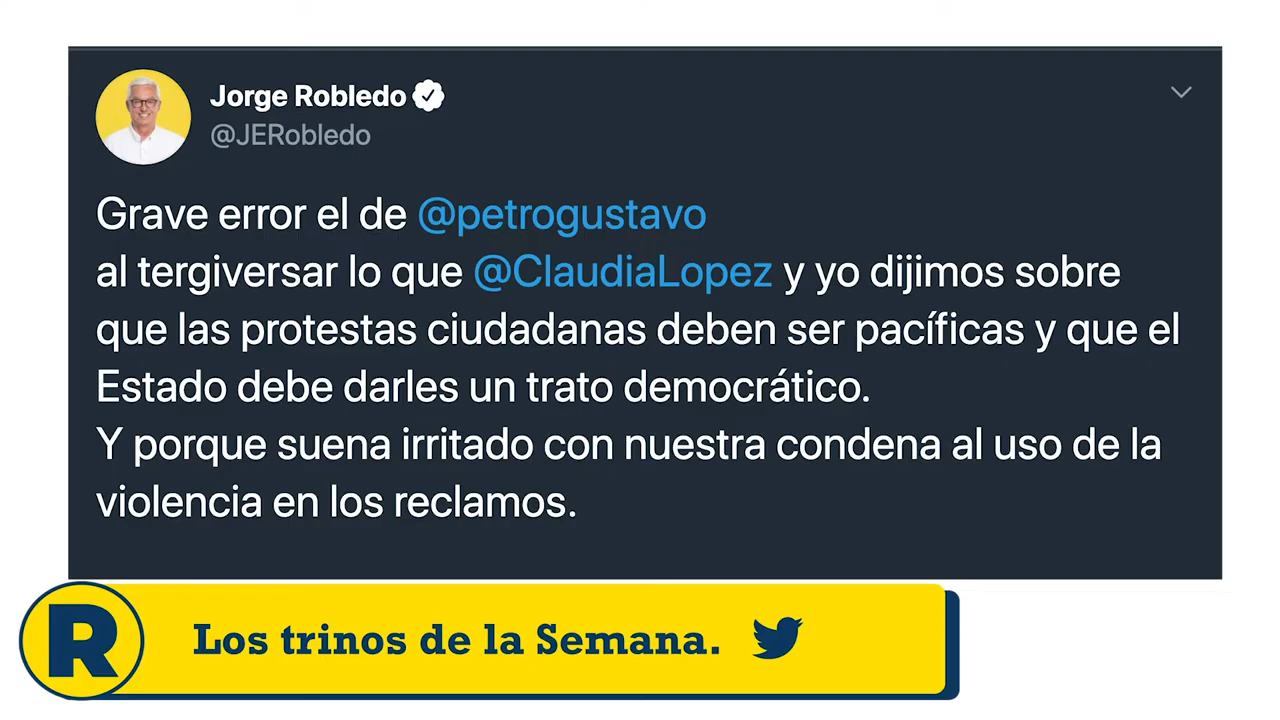 Jorge Robledo
@JERobledo
Grave error el de @petrogustavo
al tergiversar lo que @ClaudiaLopez y yo dijimos sobre
que las protestas ciudadanas deben ser pacíficas y que el
Estado debe darles un trato democrático.
Y porque suena irritado con nuestra condena al uso de la
violencia en los reclamos.
R
Los trinos de la Semana.